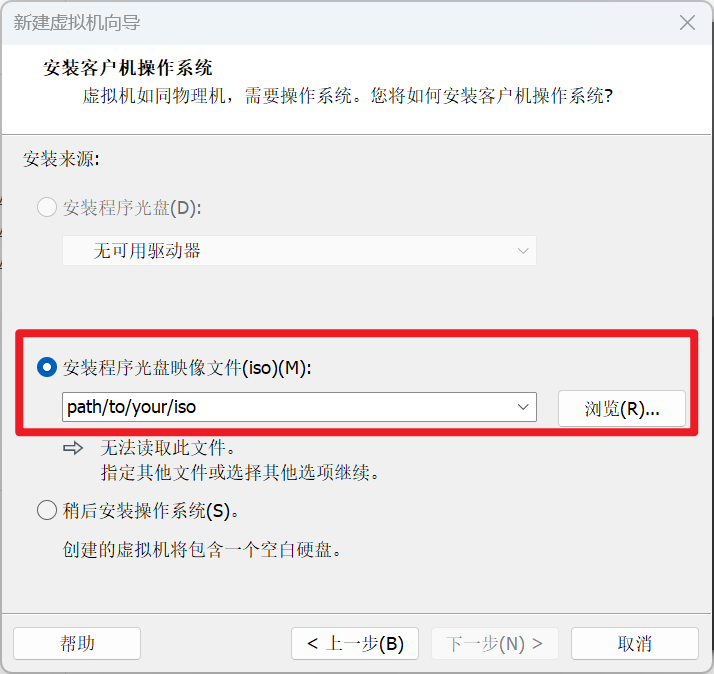 新建虚拟机向导
安装客户机操作系统
虚拟机如同物理机，需要操作系统。您将如何安装客户机操作系统?
安装来源:
安装程序光盘(D):
无可用驱动器
安装程序光盘映像文件(iso)(M):
path/to/your/iso
浏览(R)...
无法读取此文件。
指定其他文件或选择其他选项继续。
稍后安装操作系统(S)。
创建的虚拟机将包含一个空白硬盘。
帮助
< 上一步(B)
下一步(N) >
取消